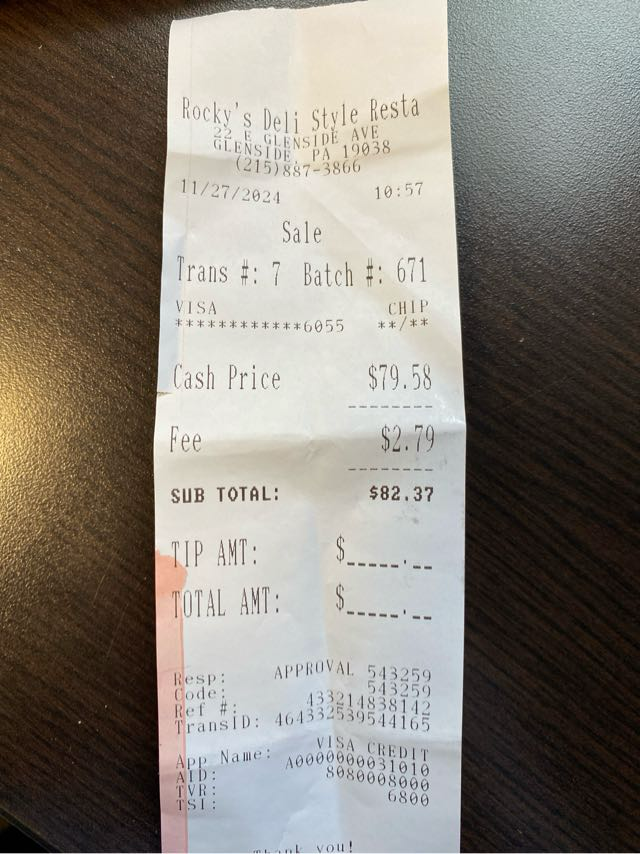 Rocky's Deli Style Resta
22 E GLENSIDE AVE
GLENSIDE, PA 19038
(215)887-3866
11/27/2024 10:57
Sale
Trans #: 7 Batch #: 671
VISA CHIP
************6055 **/**
Cash Price $79.58
--------
Fee $2.79
--------
SUB TOTAL: $82.37
TIP AMT: $_____.__
TOTAL AMT: $_____.__
Resp: APPROVAL 543259
Code: 543259
Ref #: 433214838142
TransID: 464332539544165
App Name: VISA CREDIT
AID: A0000000031010
TVR: 8080008000
TSI: 6800
Thank you!